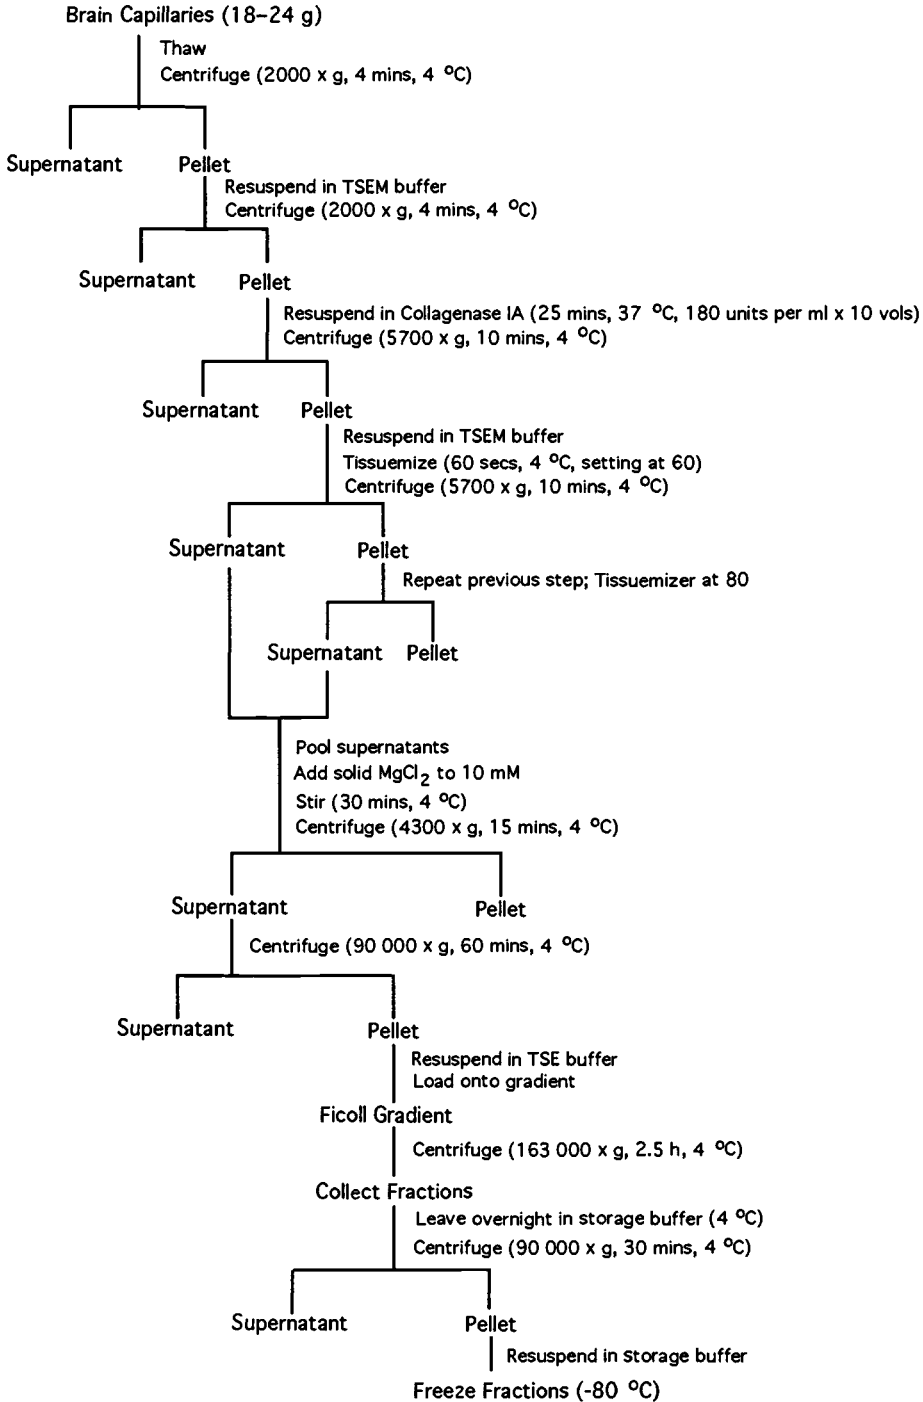 Brain Capillaries (18–24 g)
Thaw
Centrifuge (2000 x g, 4 mins, 4 °C)
Supernatant Pellet
Resuspend in TSEM buffer
Centrifuge (2000 x g, 4 mins, 4 °C)
Supernatant Pellet
Resuspend in Collagenase IA (25 mins, 37 °C, 180 units per ml x 10 vols)
Centrifuge (5700 x g, 10 mins, 4 °C)
Supernatant Pellet
Resuspend in TSEM buffer
Tissuemize (60 secs, 4 °C, setting at 60)
Centrifuge (5700 x g, 10 mins, 4 °C)
Supernatant Pellet
Repeat previous step; Tissuemizer at 80
Supernatant Pellet
Pool supernatants
Add solid MgCl2 to 10 mM
Stir (30 mins, 4 °C)
Centrifuge (4300 x g, 15 mins, 4 °C)
Supernatant Pellet
Centrifuge (90 000 x g, 60 mins, 4 °C)
Supernatant Pellet
Resuspend in TSE buffer
Load onto gradient
Ficoll Gradient
Centrifuge (163 000 x g, 2.5 h, 4 °C)
Collect Fractions
Leave overnight in storage buffer (4 °C)
Centrifuge (90 000 x g, 30 mins, 4 °C)
Supernatant Pellet
Resuspend in Storage buffer
Freeze Fractions (-80 °C)